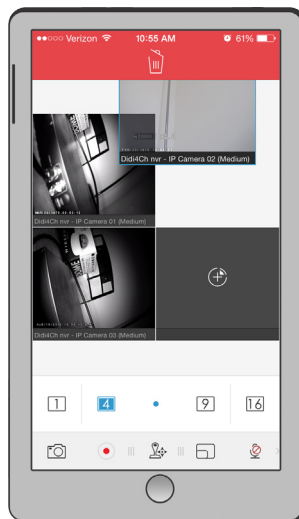 Verizon 10:55 AM 61%
Didi4Ch nvr - IP Camera 02 (Medium)
Didi4Ch nvr - IP Camera 01 (Medium)
Didi4Ch nvr - IP Camera 03 (Medium)
1 4 9 16